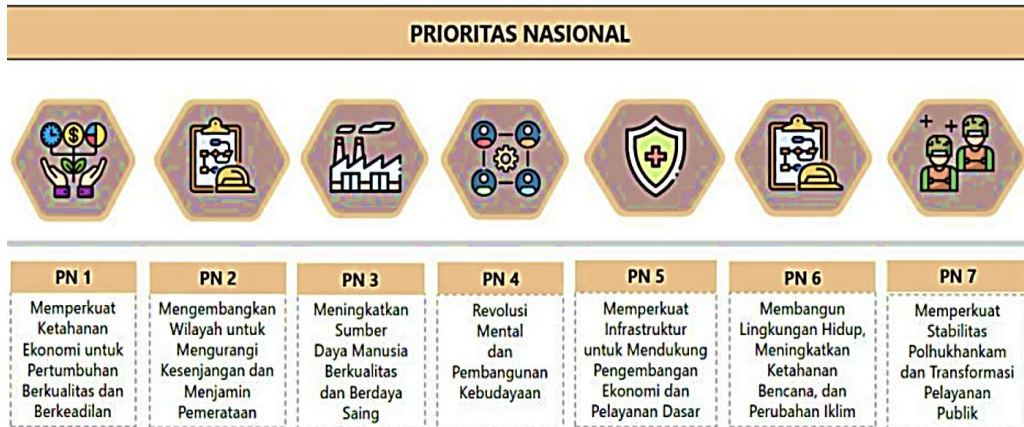 PRIORITAS NASIONAL
PN 1
Memperkuat
Ketahanan
Ekonomi untuk
Pertumbuhan
Berkualitas dan
Berkeadilan
PN 2
Mengembangkan
Wilayah untuk
Mengurangi
Kesenjangan dan
Menjamin
Pemerataan
PN 3
Meningkatkan
Sumber
Daya Manusia
Berkualitas
dan Berdaya
Saing
PN 4
Revolusi
Mental
dan
Pembangunan
Kebudayaan
PN 5
Memperkuat
Infrastruktur
untuk Mendukung
Pengembangan
Ekonomi dan
Pelayanan Dasar
PN 6
Membangun
Lingkungan Hidup,
Meningkatkan
Ketahanan
Bencana, dan
Perubahan Iklim
PN 7
Memperkuat
Stabilitas
Polhukhankam
dan Transformasi
Pelayanan
Publik